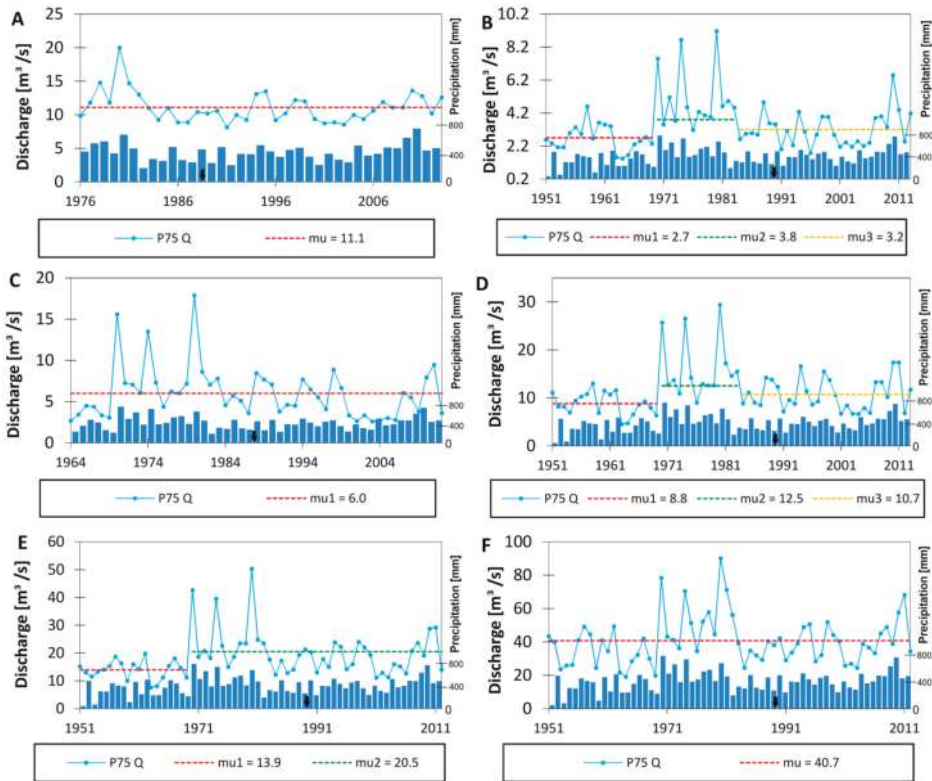 A
Discharge [m³ /s]
25
20
15
10
5
0
1976 1986 1996 2006
800
400
0
Precipitation [mm]
P75 Q mu = 11.1
B
Discharge [m³ /s]
10.2
8.2
6.2
4.2
2.2
0.2
1951 1961 1971 1981 1991 2001 2011
800
400
0
Precipitation [mm]
P75 Q mu1 = 2.7 mu2 = 3.8 mu3 = 3.2
C
Discharge [m³ /s]
20
15
10
5
0
1964 1974 1984 1994 2004
800
400
0
Precipitation [mm]
P75 Q mu1 = 6.0
D
Discharge [m³ /s]
30
20
10
0
1951 1961 1971 1981 1991 2001 2011
800
400
0
Precipitation [mm]
P75 Q mu1 = 8.8 mu2 = 12.5 mu3 = 10.7
E
Discharge [m³ /s]
60
50
40
30
20
10
0
1951 1971 1991 2011
800
400
0
Precipitation [mm]
P75 Q mu1 = 13.9 mu2 = 20.5
F
Discharge [m³ /s]
100
80
60
40
20
0
1951 1971 1991 2011
800
400
0
Precipitation [mm]
P75 Q mu = 40.7